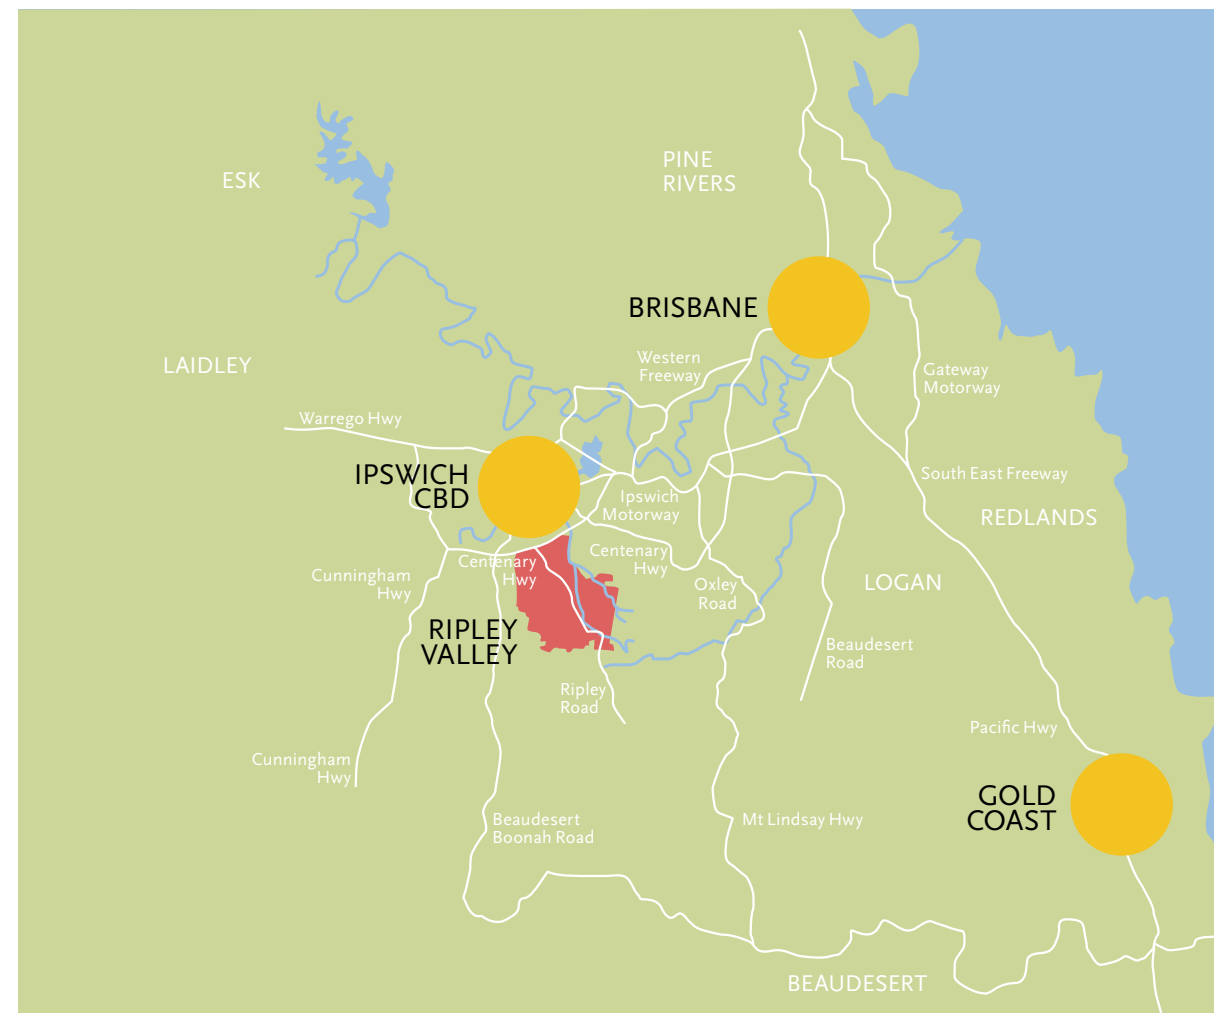 PINE
RIVERS
ESK
BRISBANE
Western
Freeway
LAIDLEY
Gateway
Motorway
Warrego Hwy
IPSWICH
CBD
South East Freeway
Ipswich
Motorway
REDLANDS
Centenary
Hwy
Centenary
Hwy
Cunningham
Hwy
Oxley
Road
LOGAN
RIPLEY
VALLEY
Beaudesert
Road
Ripley
Road
Pacific Hwy
Cunningham
Hwy
GOLD
COAST
Beaudesert
Boonah Road
Mt Lindsay Hwy
BEAUDESERT